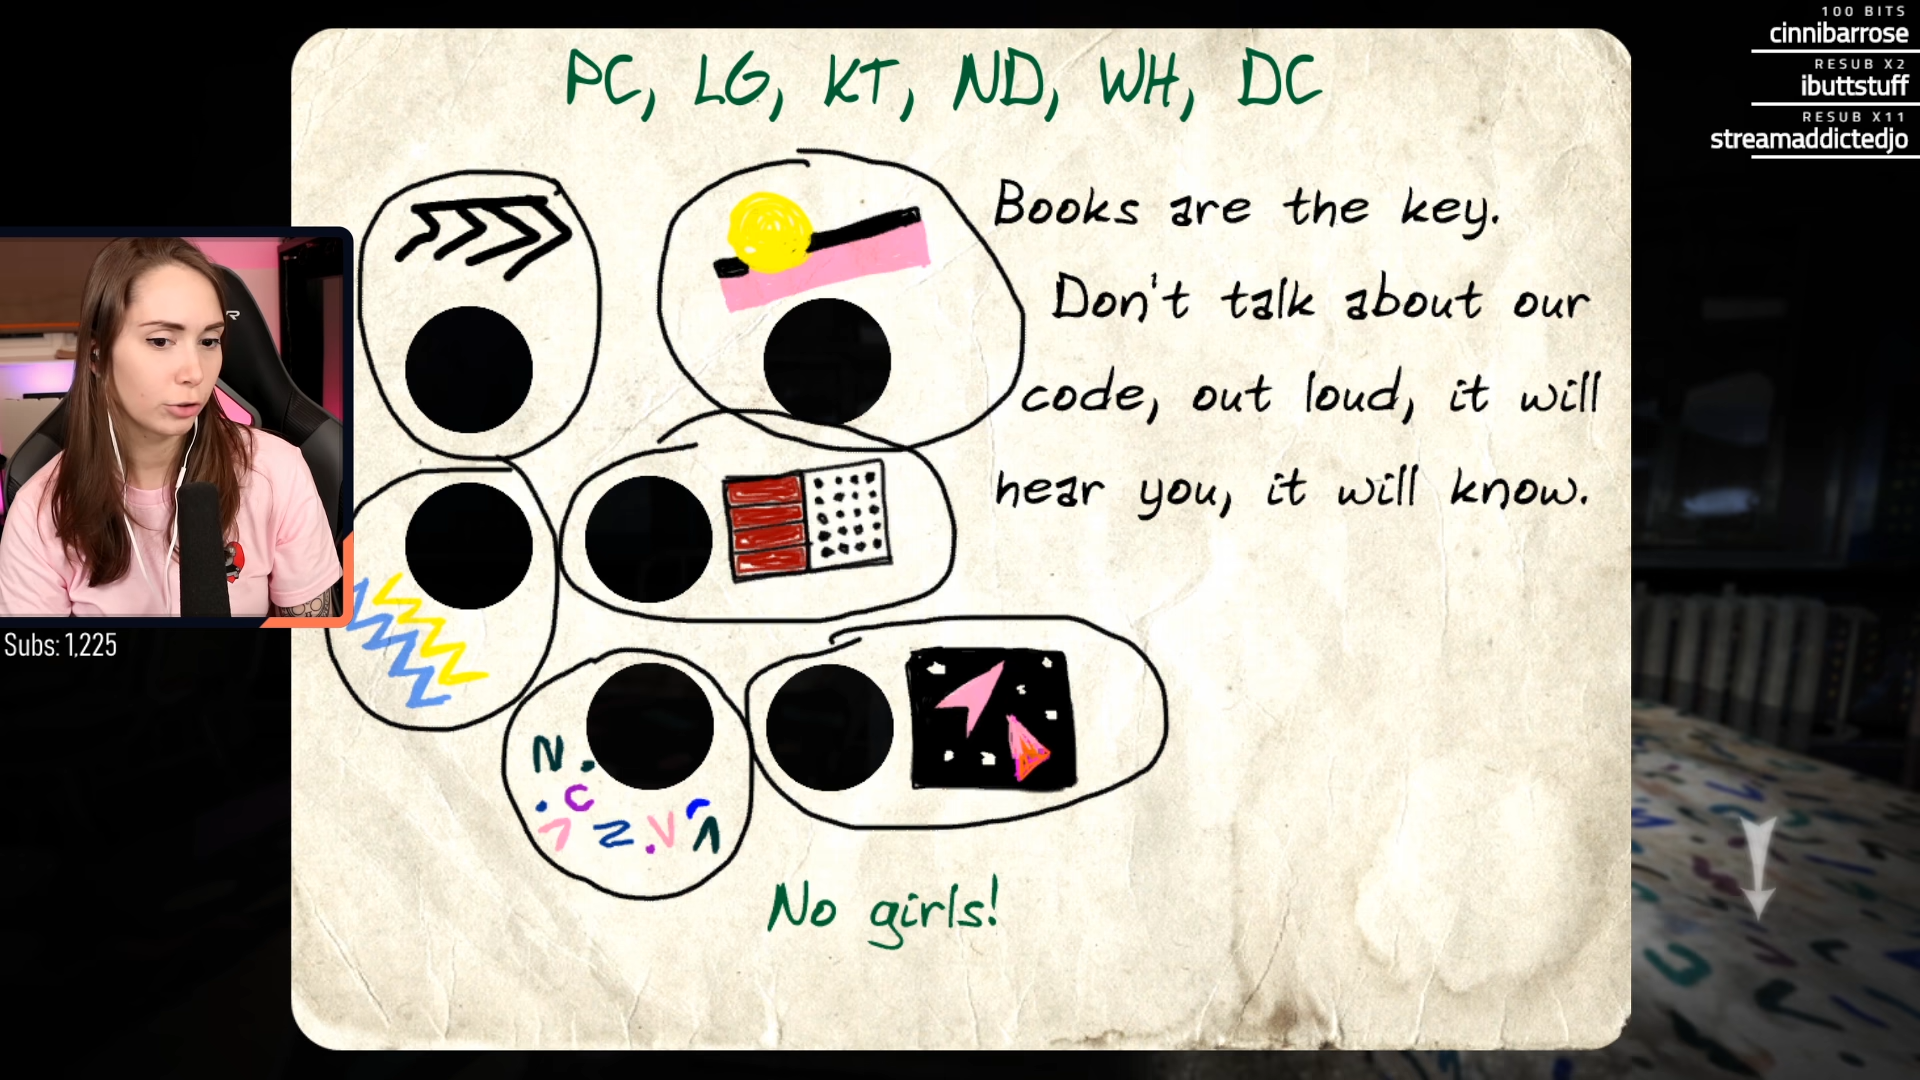 PC, LG, KT, ND, WH, DC
Books are the key.
Don't talk about our
code, out loud, it will
hear you, it will know.
No girls!
N
C
Z
V
100 BITS
cinnibarrose
RESUB X2
ibuttstuff
RESUB X11
streamaddictedjo
Subs: 1,225